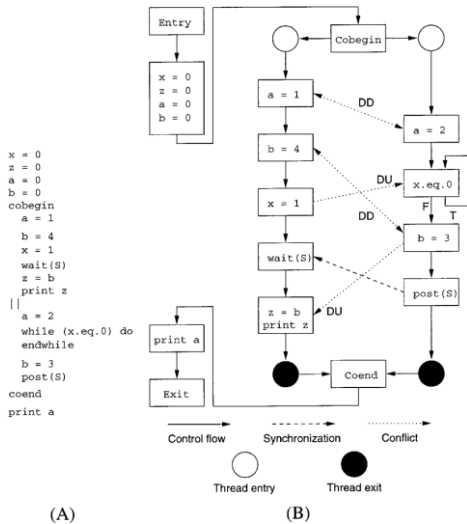 x = 0
z = 0
a = 0
b = 0
cobegin
a = 1
b = 4
x = 1
wait(S)
z = b
print z
||
a = 2
while (x.eq.0) do
endwhile
b = 3
post(S)
coend
print a
(A)
Entry
x = 0
z = 0
a = 0
b = 0
Cobegin
a = 1
DD
a = 2
b = 4
DU
x.eq.0
F
T
x = 1
DD
b = 3
wait(S)
post(S)
z = b
print z
DU
print a
Coend
Exit
Control flow
Synchronization
Conflict
Thread entry
Thread exit
(B)